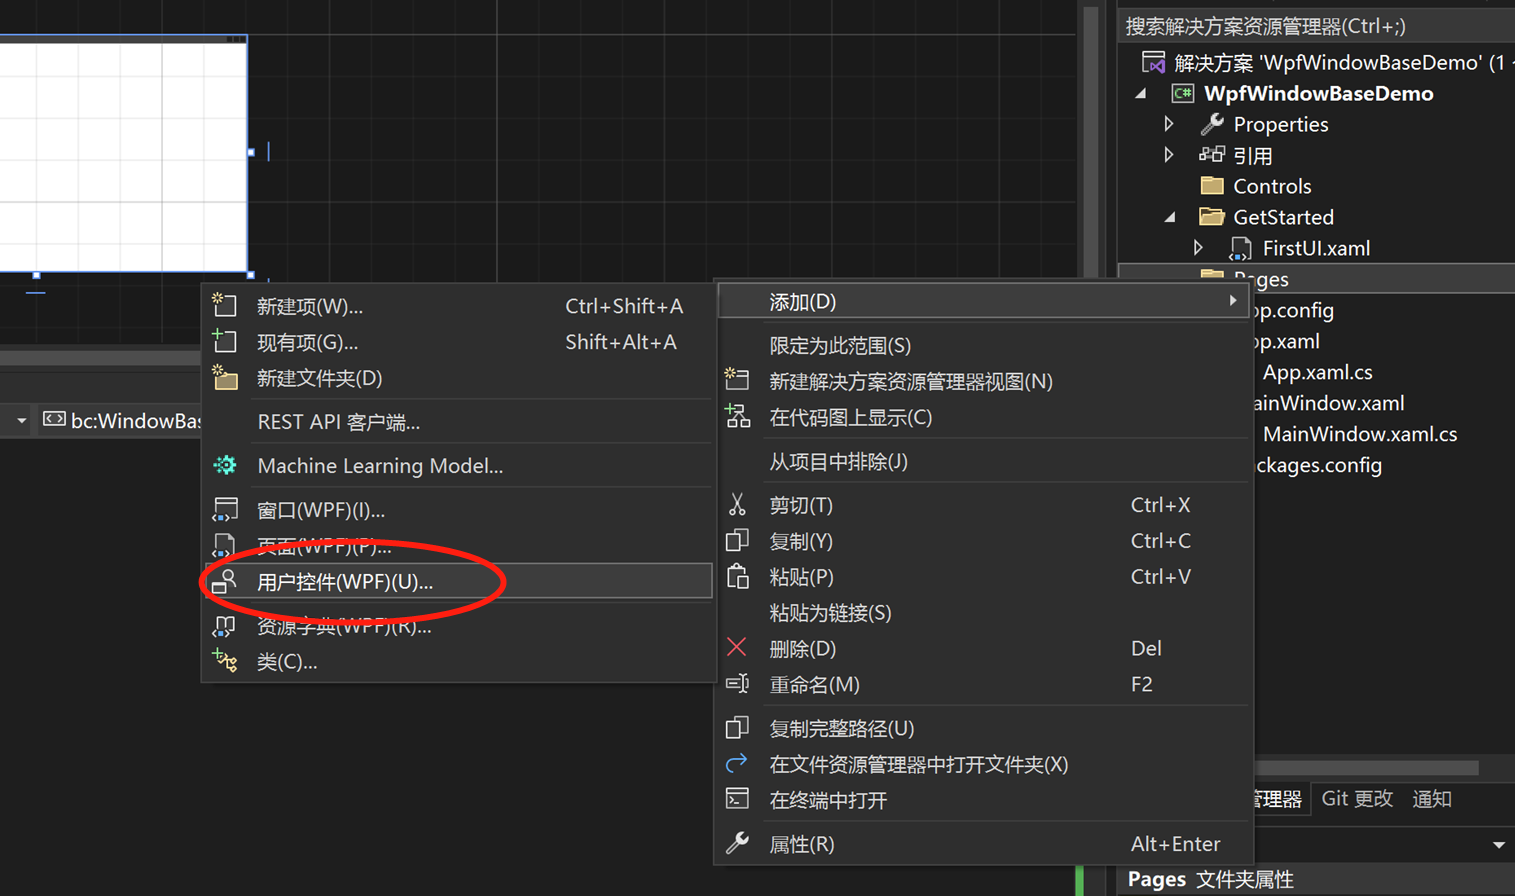 搜索解决方案资源管理器(Ctrl+;)
解决方案 'WpfWindowBaseDemo' (1
WpfWindowBaseDemo
Properties
引用
Controls
GetStarted
FirstUI.xaml
Pages
pp.config
pp.xaml
App.xaml.cs
ainWindow.xaml
MainWindow.xaml.cs
ckages.config
添加(D)
限定为此范围(S)
新建解决方案资源管理器视图(N)
在代码图上显示(C)
从项目中排除(J)
剪切(T) Ctrl+X
复制(Y) Ctrl+C
粘贴(P) Ctrl+V
粘贴为链接(S)
删除(D) Del
重命名(M) F2
复制完整路径(U)
在文件资源管理器中打开文件夹(X)
在终端中打开
属性(R) Alt+Enter
新建项(W)... Ctrl+Shift+A
现有项(G)... Shift+Alt+A
新建文件夹(D)
REST API 客户端...
Machine Learning Model...
窗口(WPF)(I)...
页面(WPF)(P)...
用户控件(WPF)(U)...
资源字典(WPF)(R)...
类(C)...
bc:WindowBas
管理器 Git 更改 通知
Pages 文件夹属性